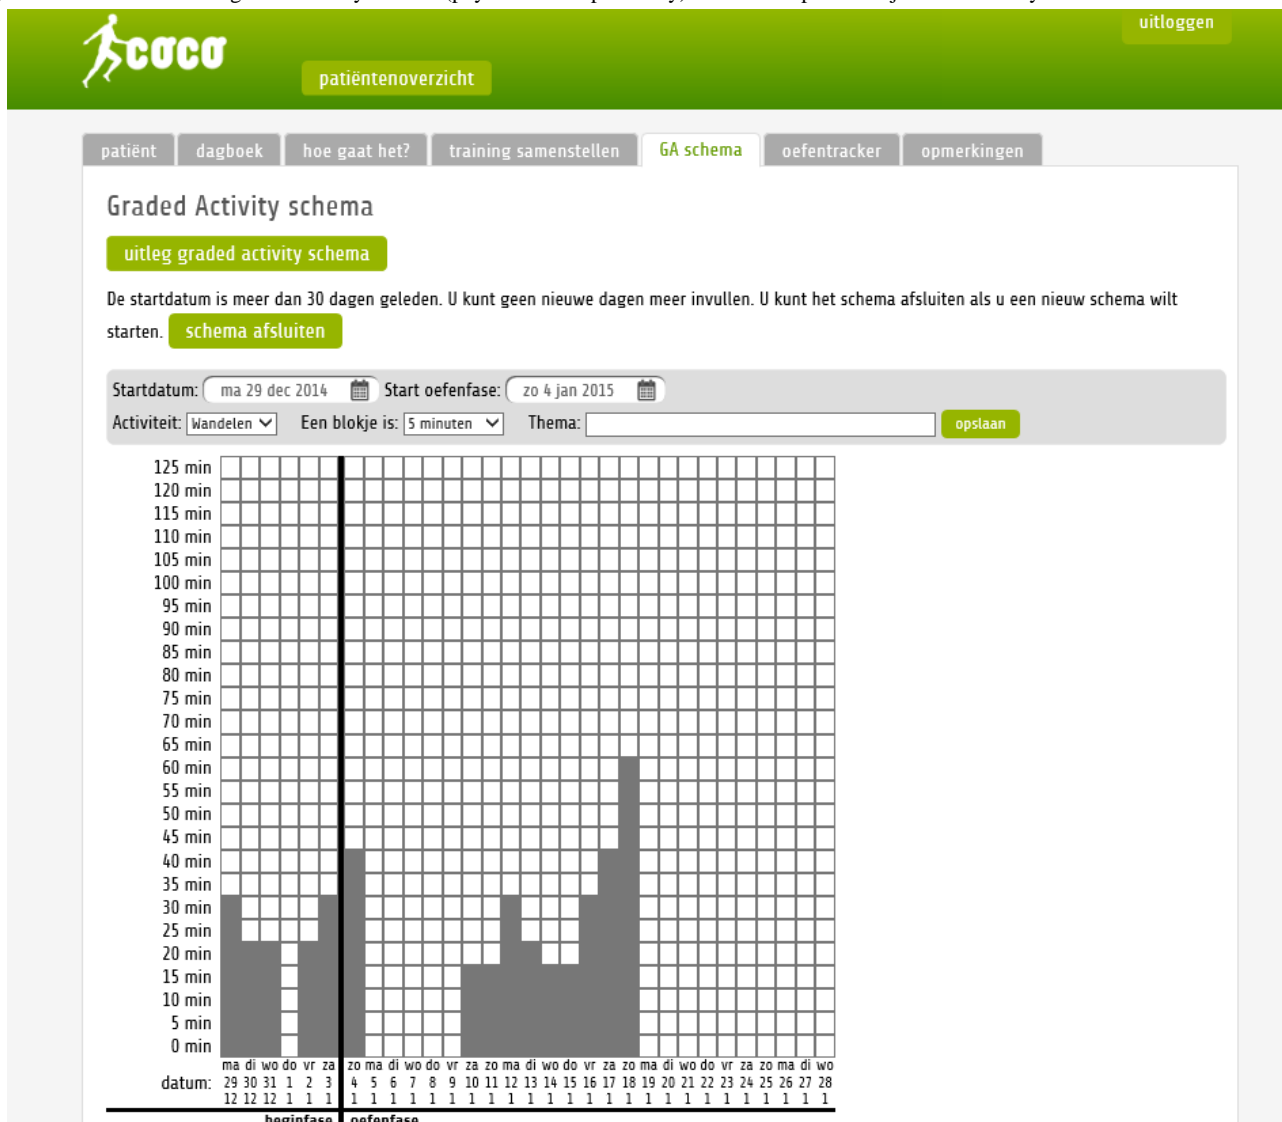 uitloggen
coco
patiëntenoverzicht
patiënt dagboek hoe gaat het? training samenstellen GA schema oefentracker opmerkingen
Graded Activity schema
uitleg graded activity schema
De startdatum is meer dan 30 dagen geleden. U kunt geen nieuwe dagen meer invullen. U kunt het schema afsluiten als u een nieuw schema wilt
starten. schema afsluiten
Startdatum: ma 29 dec 2014 Start oefenfase: zo 4 jan 2015
Activiteit: Wandelen Een blokje is: 5 minuten Thema: opslaan
125 min
120 min
115 min
110 min
105 min
100 min
95 min
90 min
85 min
80 min
75 min
70 min
65 min
60 min
55 min
50 min
45 min
40 min
35 min
30 min
25 min
20 min
15 min
10 min
5 min
0 min
ma di wo do vr za zo ma di wo do vr za zo ma di wo do vr za zo ma di wo do vr za zo ma di wo
datum: 29 30 31 1 2 3 4 5 6 7 8 9 10 11 12 13 14 15 16 17 18 19 20 21 22 23 24 25 26 27 28
12 12 12 1 1 1 1 1 1 1 1 1 1 1 1 1 1 1 1 1 1 1 1 1 1 1 1 1 1 1 1
beginfase oefenfase